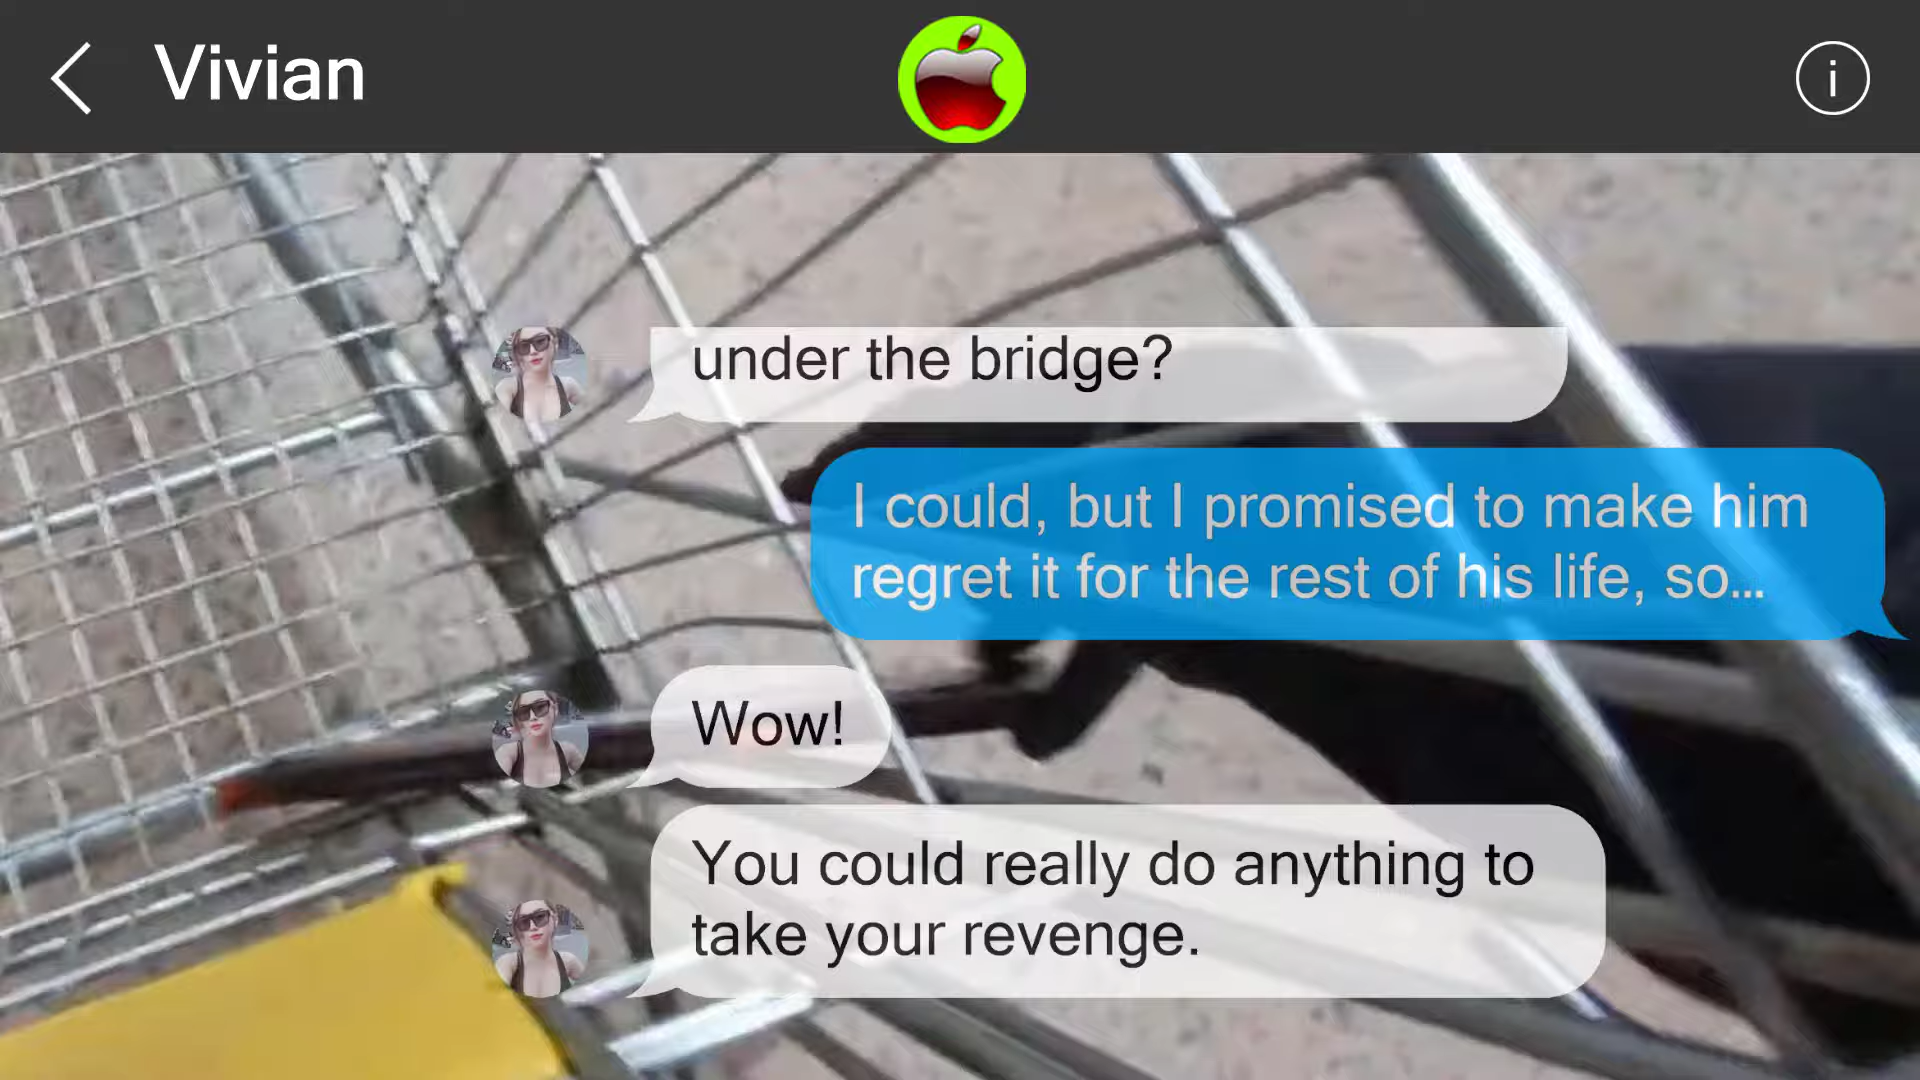 Vivian
i
under the bridge?
I could, but I promised to make him
regret it for the rest of his life, so...
Wow!
You could really do anything to
take your revenge.